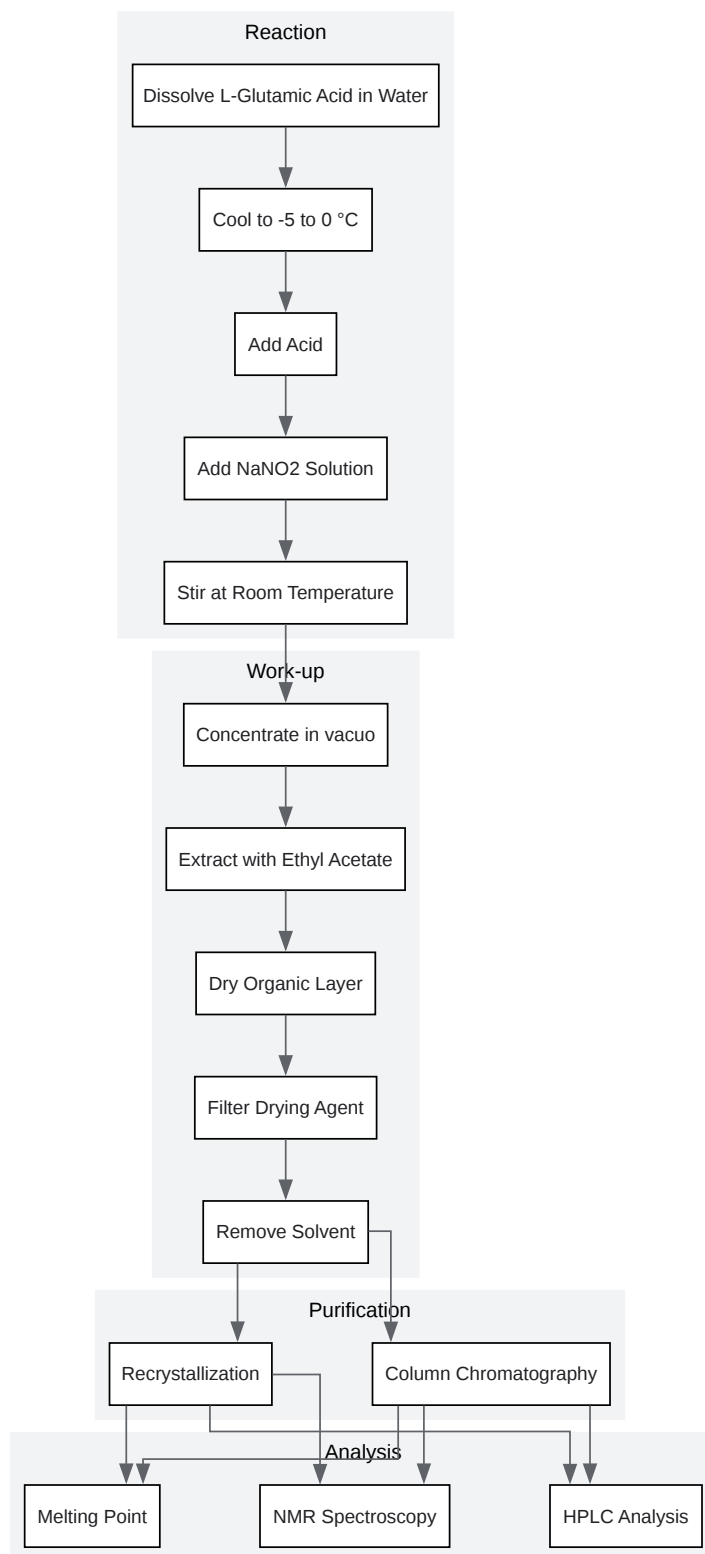 Reaction
Dissolve L-Glutamic Acid in Water
Cool to -5 to 0 °C
Add Acid
Add NaNO2 Solution
Stir at Room Temperature
Work-up
Concentrate in vacuo
Extract with Ethyl Acetate
Dry Organic Layer
Filter Drying Agent
Remove Solvent
Purification
Recrystallization
Column Chromatography
Analysis
Melting Point
NMR Spectroscopy
HPLC Analysis